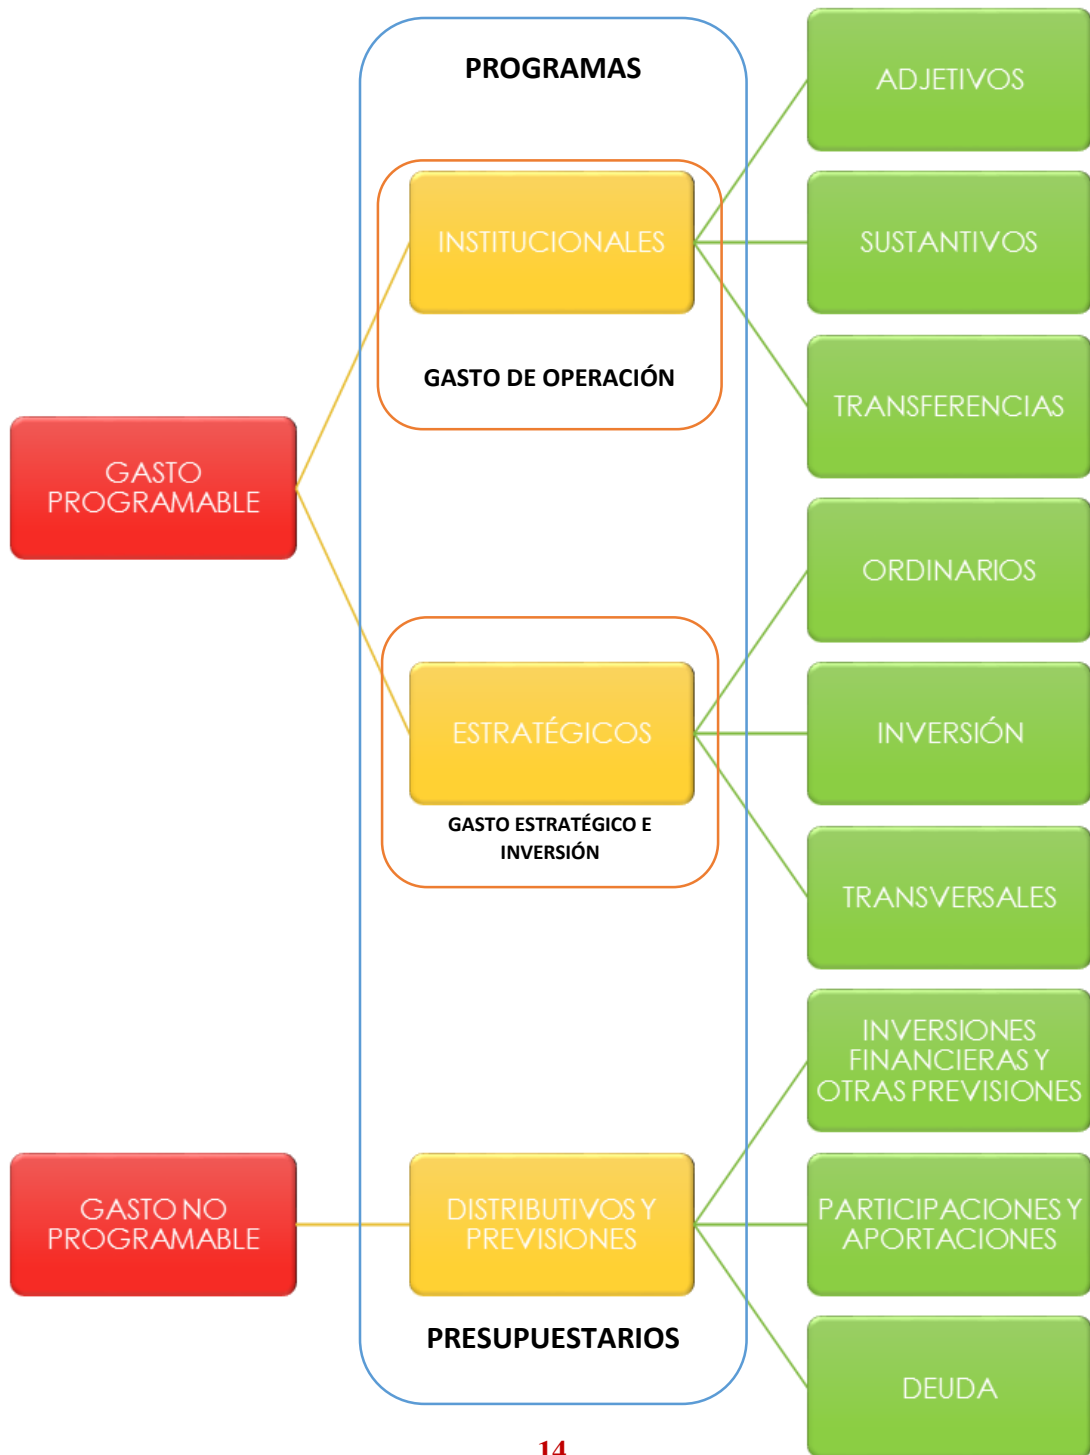 PROGRAMAS
ADJETIVOS
INSTITUCIONALES
SUSTANTIVOS
GASTO DE OPERACIÓN
TRANSFERENCIAS
GASTO
PROGRAMABLE
ORDINARIOS
ESTRATÉGICOS
INVERSIÓN
GASTO ESTRATÉGICO E
INVERSIÓN
TRANSVERSALES
INVERSIONES
FINANCIERAS Y
OTRAS PREVISIONES
GASTO NO
PROGRAMABLE
DISTRIBUTIVOS Y
PREVISIONES
PARTICIPACIONES Y
APORTACIONES
PRESUPUESTARIOS
DEUDA
14